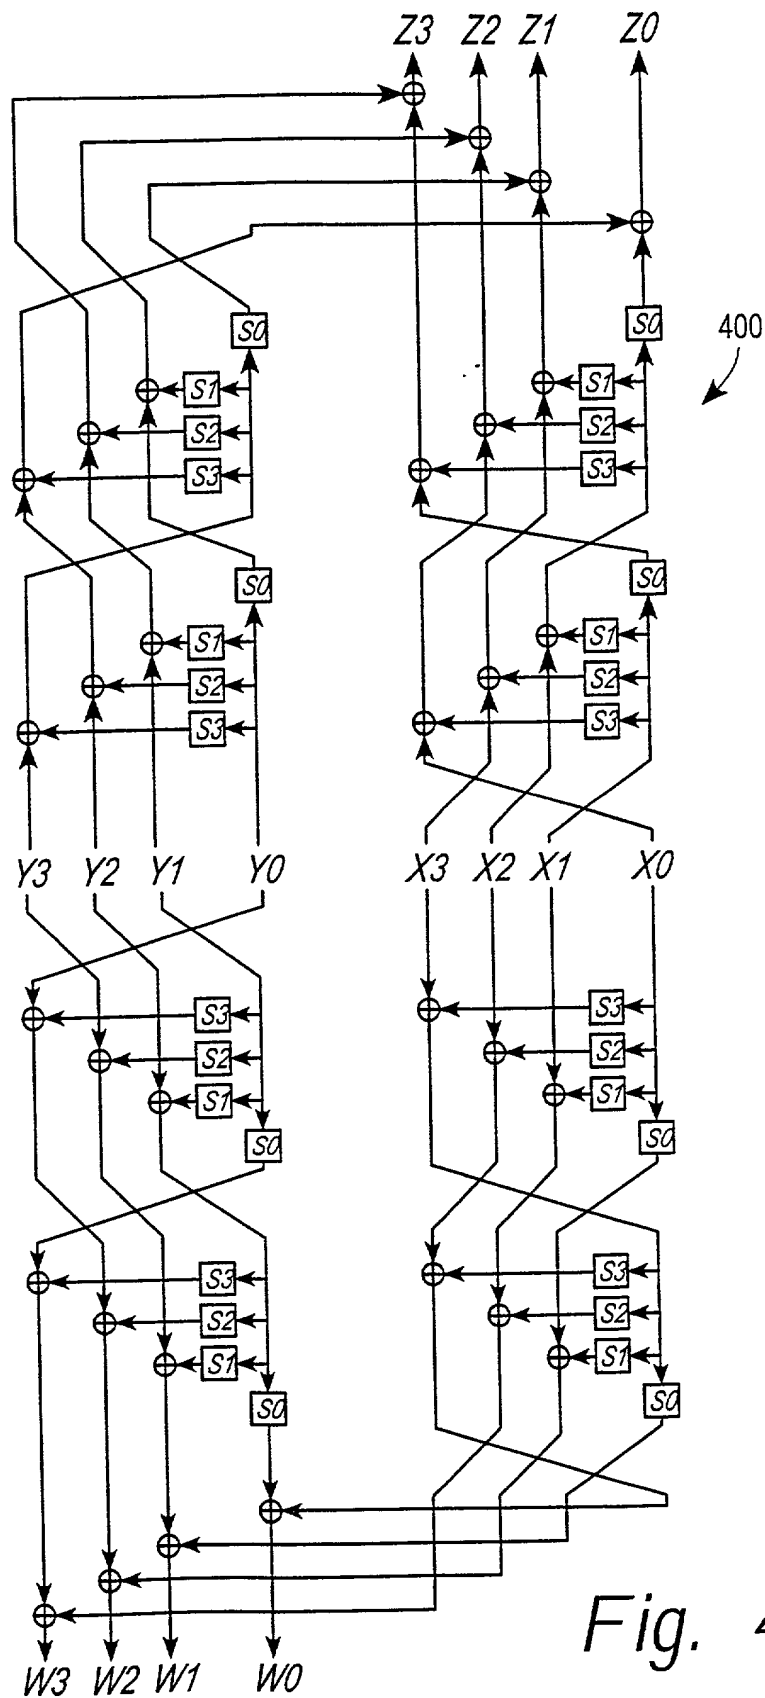 Z3 Z2 Z1 Z0
S0 S0
400
S1 S1
S2 S2
S3 S3
S0 S0
S1 S1
S2 S2
S3 S3
Y3 Y2 Y1 Y0 X3 X2 X1 X0
S3 S3
S2 S2
S1 S1
S0 S0
S3 S3
S2 S2
S1 S1
S0 S0
W3 W2 W1 W0
Fig.